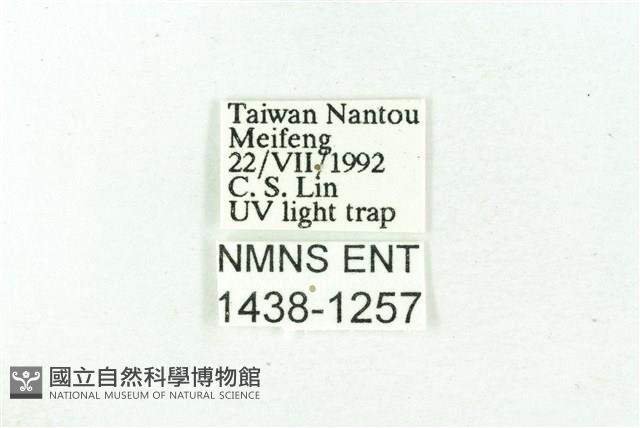 Taiwan Nantou
Meifeng
22/VII/1992
C. S. Lin
UV light trap
NMNS ENT
1438-1257
國立自然科學博物館
NATIONAL MUSEUM OF NATURAL SCIENCE